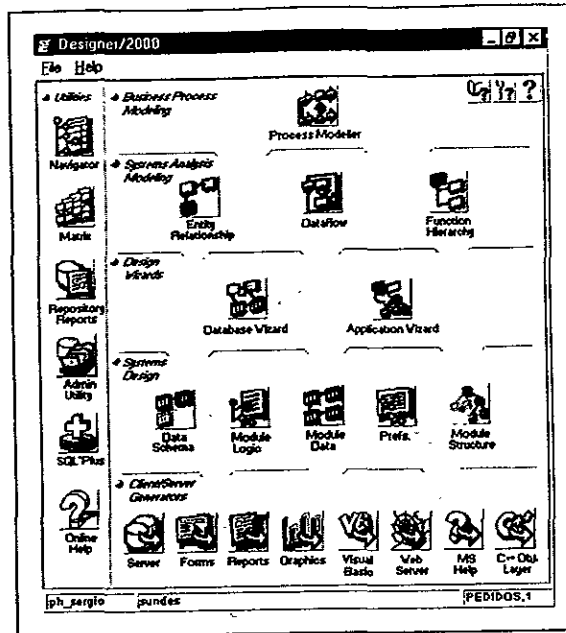 Designer/2000
File Help
Utilities
Navigator
Matrix
Repository
Reports
Admin
Utility
SQL*Plus
Online
Help
Business Process
Modeling
Process Modeller
Systems Analysis
Modeling
Entity
Relationship
Dataflow
Function
Hierarchy
Design
Wizards
Database Wizard
Application Wizard
Systems
Design
Data
Schema
Module
Logic
Module
Data
Prefs.
Module
Structure
Client/Server
Generators
Server
Forms
Reports
Graphics
Visual
Basic
Web
Server
MS
Help
C++ Obj.
Layer
ph_sergio
sundes
PEDIDOS,1